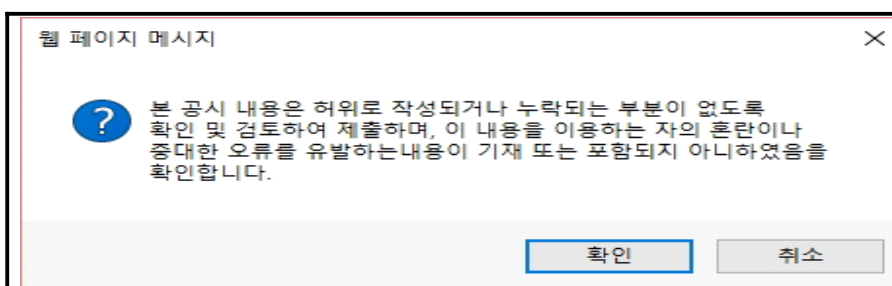 웹 페이지 메시지
본 공시 내용은 허위로 작성되거나 누락되는 부분이 없도록
확인 및 검토하여 제출하며, 이 내용을 이용하는 자의 혼란이나
중대한 오류를 유발하는내용이 기재 또는 포함되지 아니하였음을
확인합니다.
확인 취소